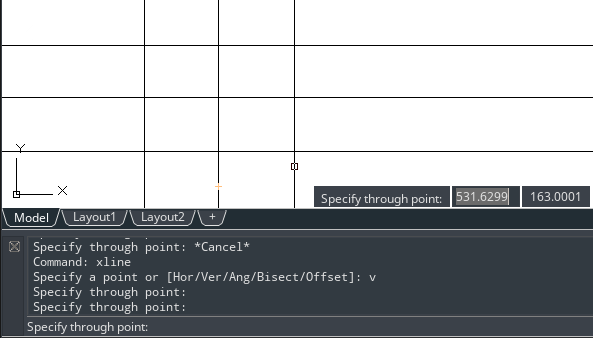 Y
X
Specify through point: 531.6299 163.0001
Model Layout1 Layout2 +
Specify through point: *Cancel*
Command: xline
Specify a point or [Hor/Ver/Ang/Bisect/Offset]: v
Specify through point:
Specify through point:
Specify through point: